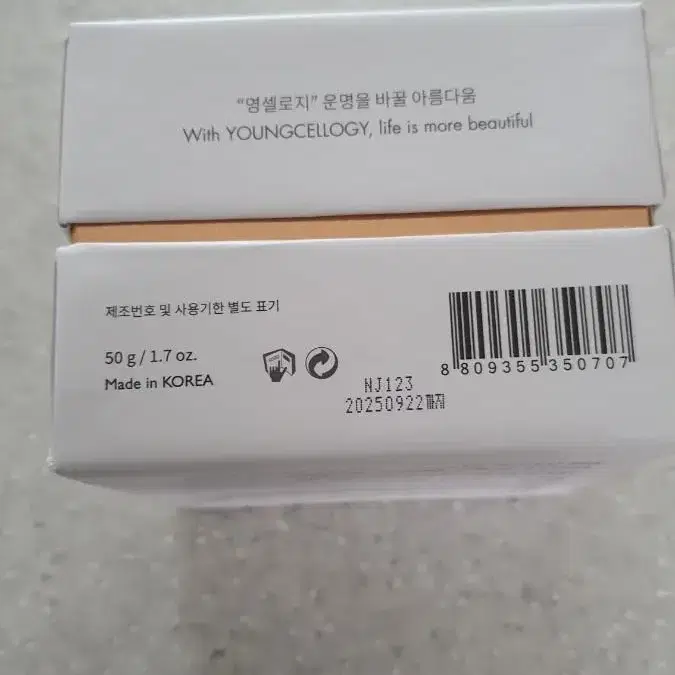 "영셀로지" 운명을 바꿀 아름다움
With YOUNGCELLOGY, life is more beautiful
제조번호 및 사용기한 별도 표기
50 g / 1.7 oz.
Made in KOREA
NJ123
20250922까지
8 809355 350707